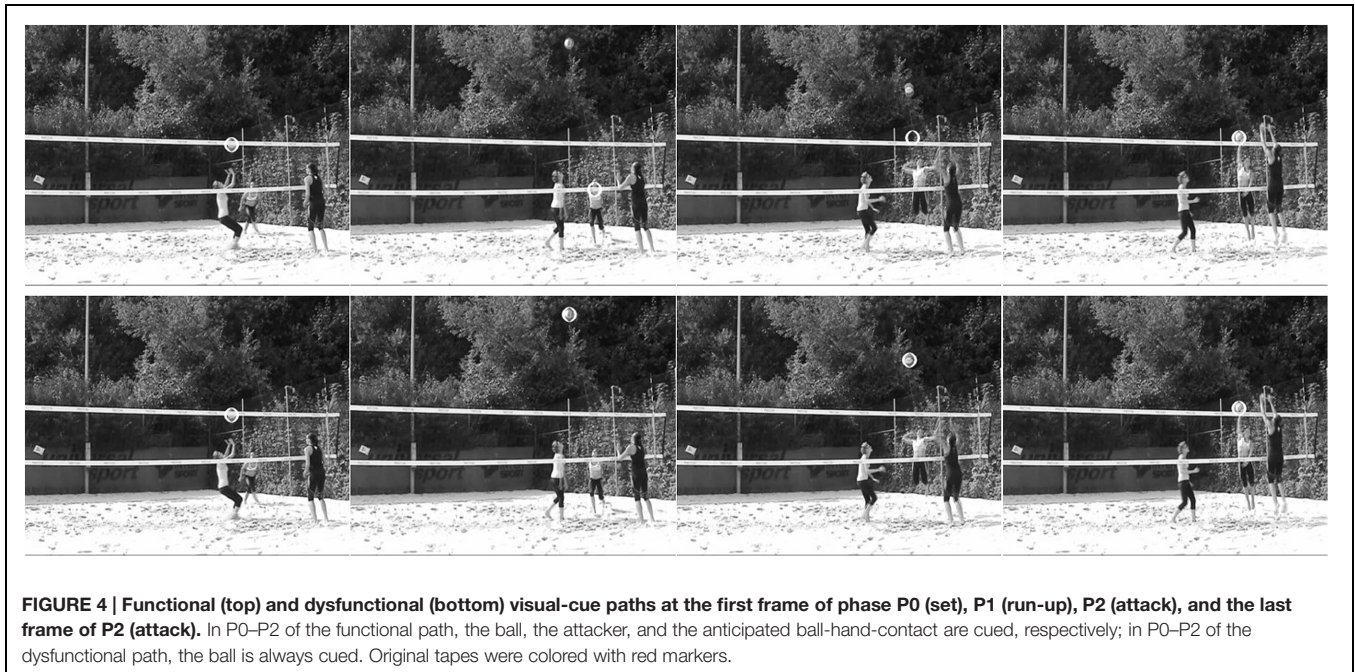 universal
sport
FIGURE 4 | Functional (top) and dysfunctional (bottom) visual-cue paths at the first frame of phase P0 (set), P1 (run-up), P2 (attack), and the last
frame of P2 (attack). In P0–P2 of the functional path, the ball, the attacker, and the anticipated ball-hand-contact are cued, respectively; in P0–P2 of the
dysfunctional path, the ball is always cued. Original tapes were colored with red markers.